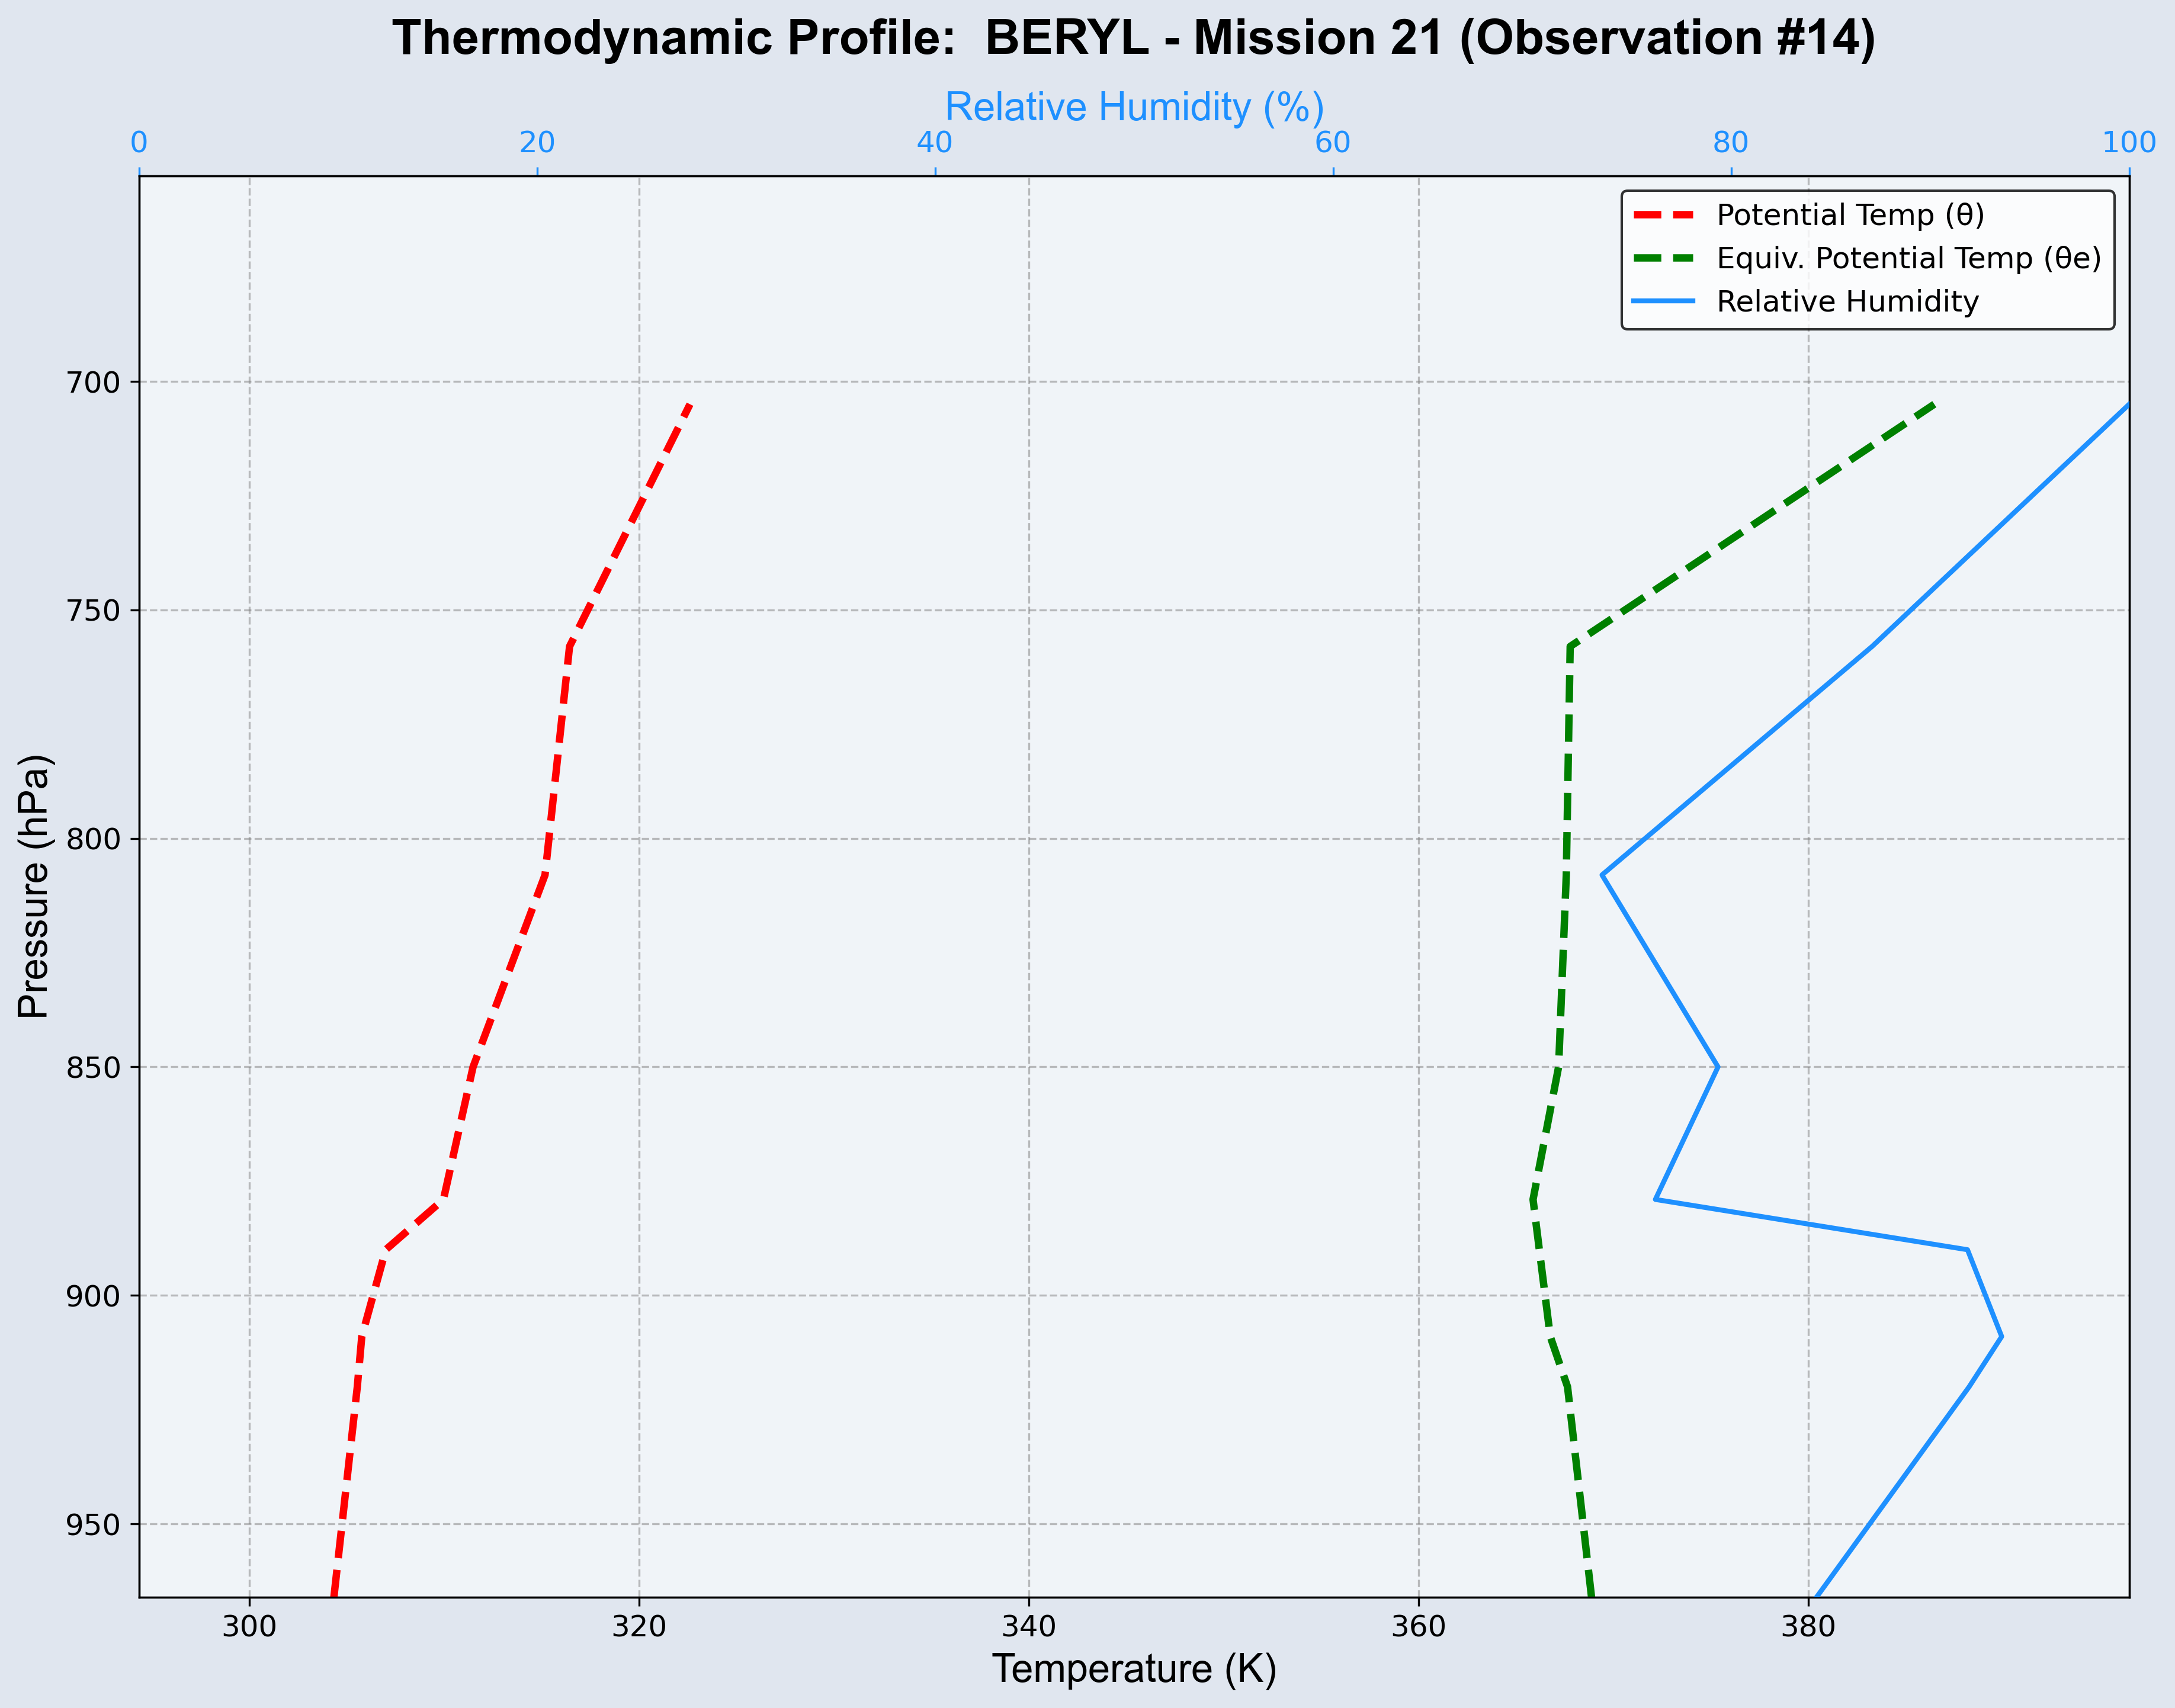 Thermodynamic Profile:  BERYL - Mission 21 (Observation #14)
Relative Humidity (%)
0 20 40 60 80 100
Potential Temp (θ)
Equiv. Potential Temp (θe)
Relative Humidity
Pressure (hPa)
700
750
800
850
900
950
300 320 340 360 380
Temperature (K)